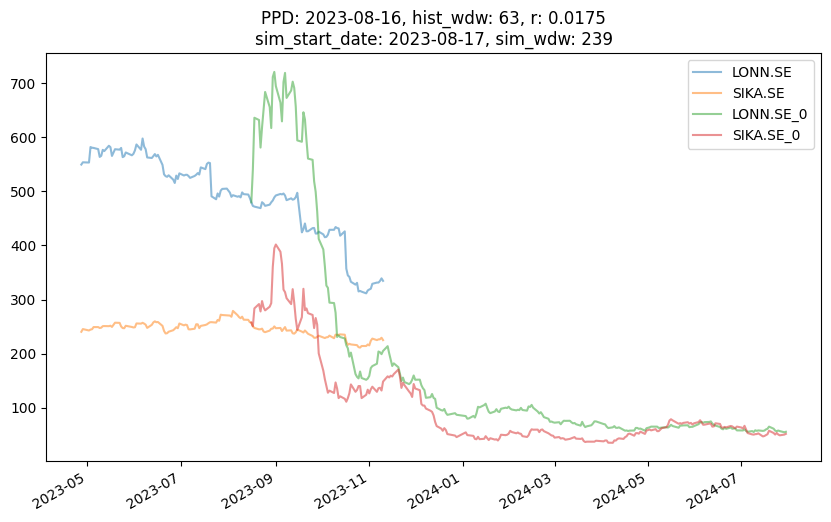 PPD: 2023-08-16, hist_wdw: 63, r: 0.0175
sim_start_date: 2023-08-17, sim_wdw: 239
LONN.SE
SIKA.SE
LONN.SE_0
SIKA.SE_0
700
600
500
400
300
200
100
2023-05
2023-07
2023-09
2023-11
2024-01
2024-03
2024-05
2024-07